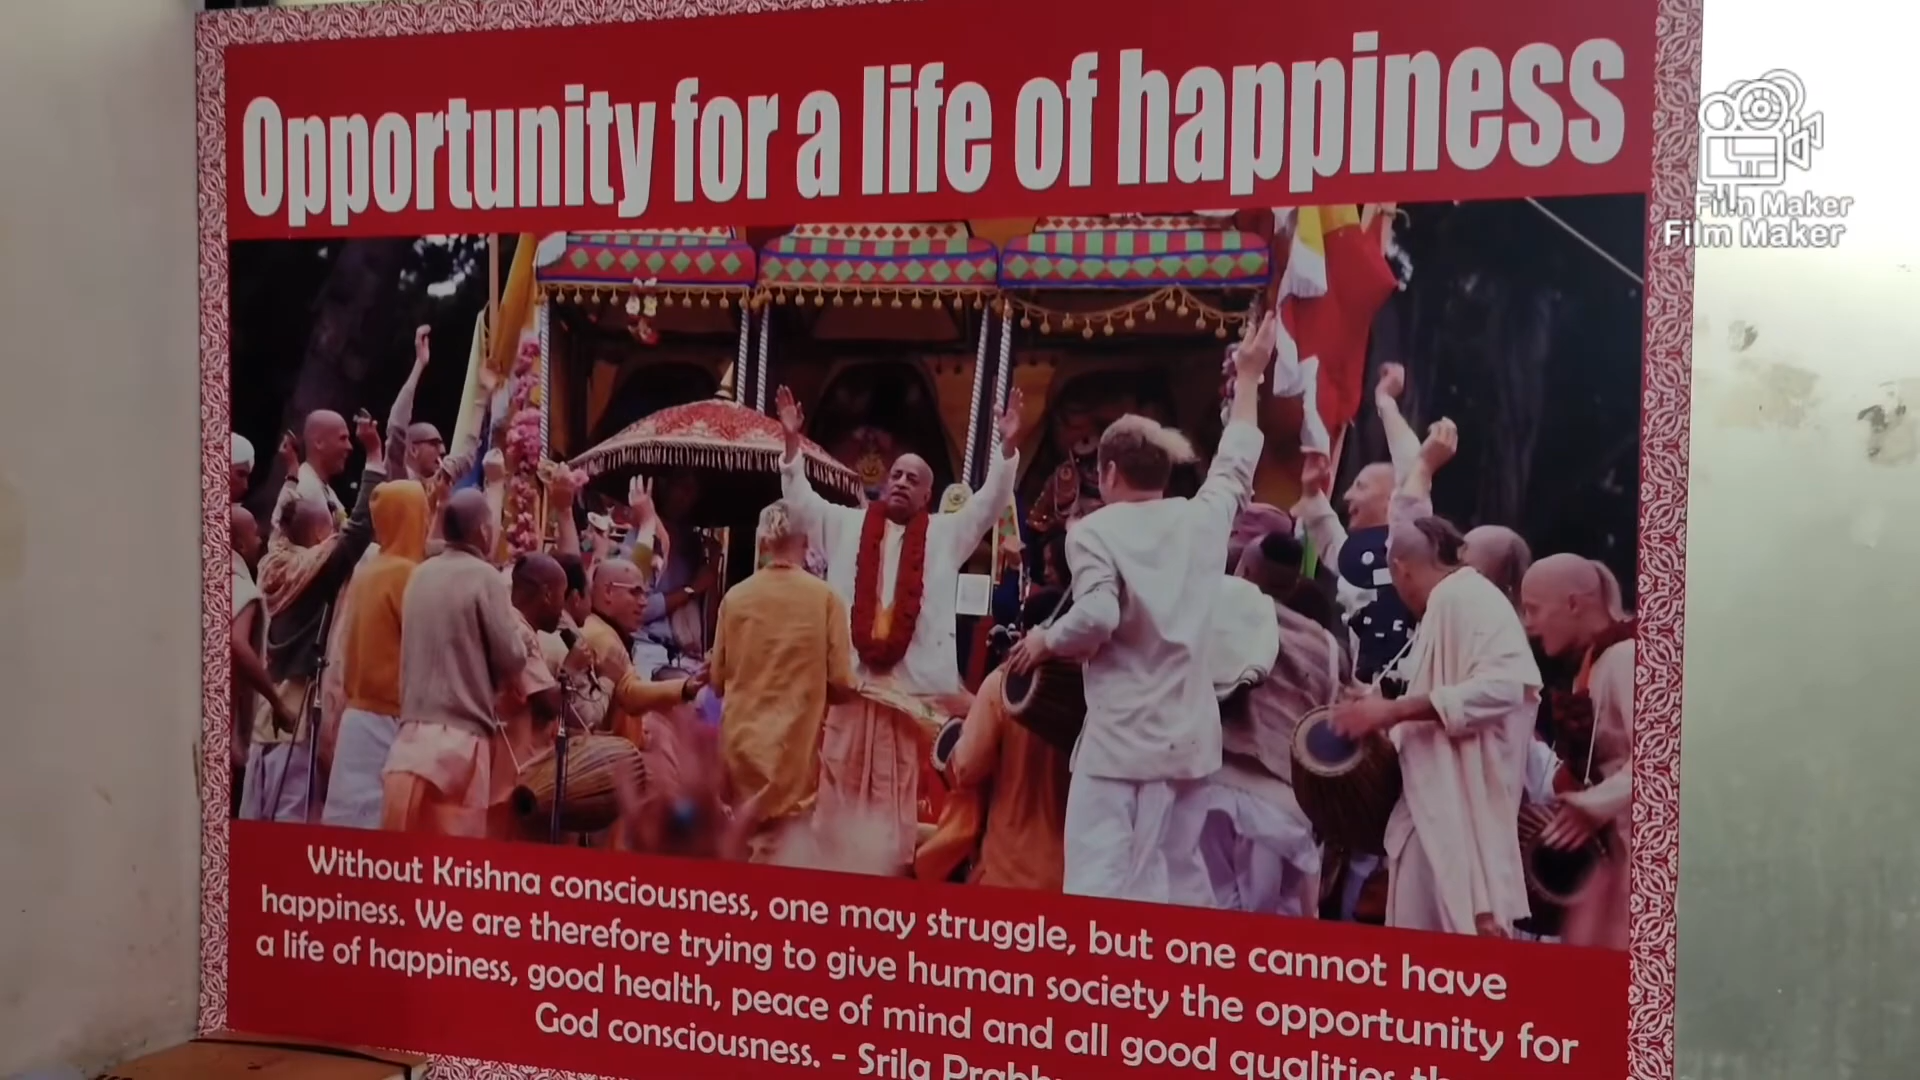 Opportunity for a life of happiness
Film Maker
Film Maker
Without Krishna consciousness, one may struggle, but one cannot have
happiness. We are therefore trying to give human society the opportunity for
a life of happiness, good health, peace of mind and all good qualities
God consciousness. - Srila